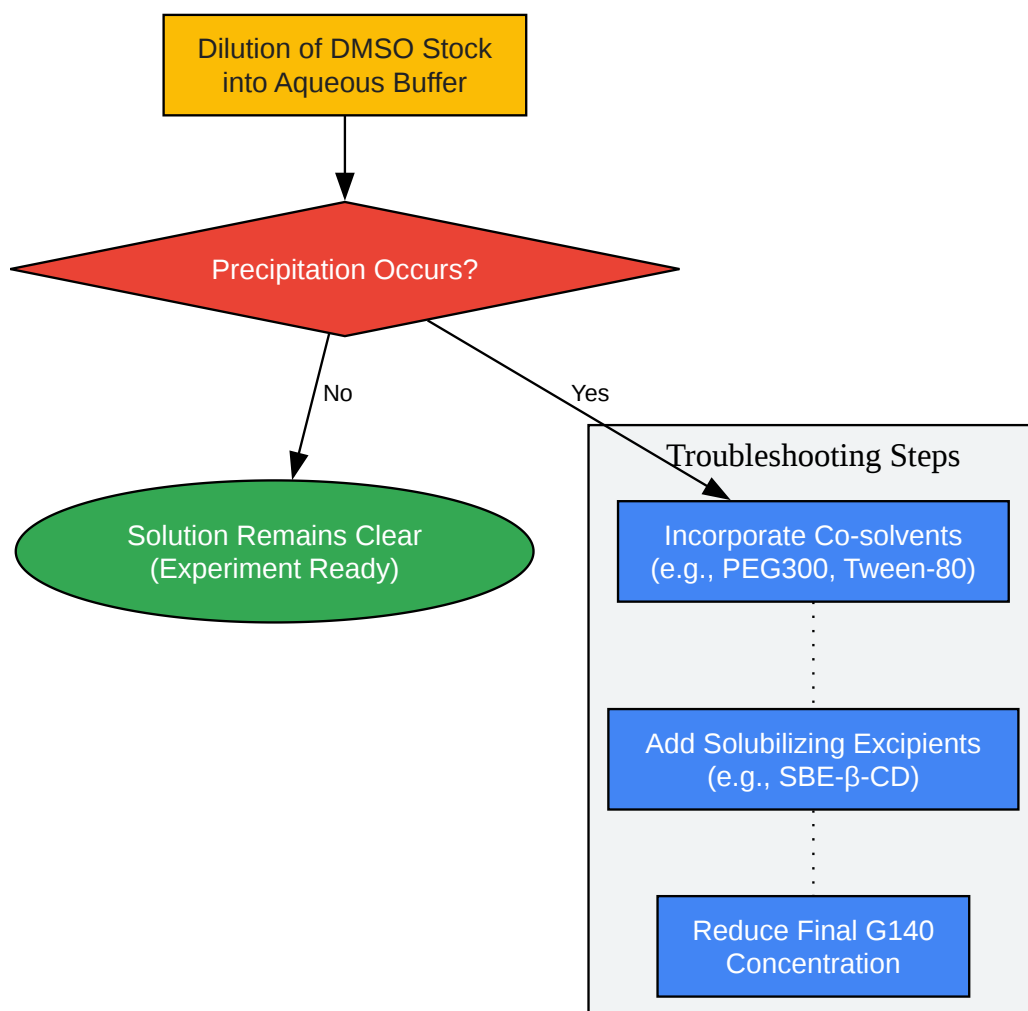 Dilution of DMSO Stock
into Aqueous Buffer
Precipitation Occurs?
No
Yes
Solution Remains Clear
(Experiment Ready)
Troubleshooting Steps
Incorporate Co-solvents
(e.g., PEG300, Tween-80)
Add Solubilizing Excipients
(e.g., SBE-β-CD)
Reduce Final G140
Concentration